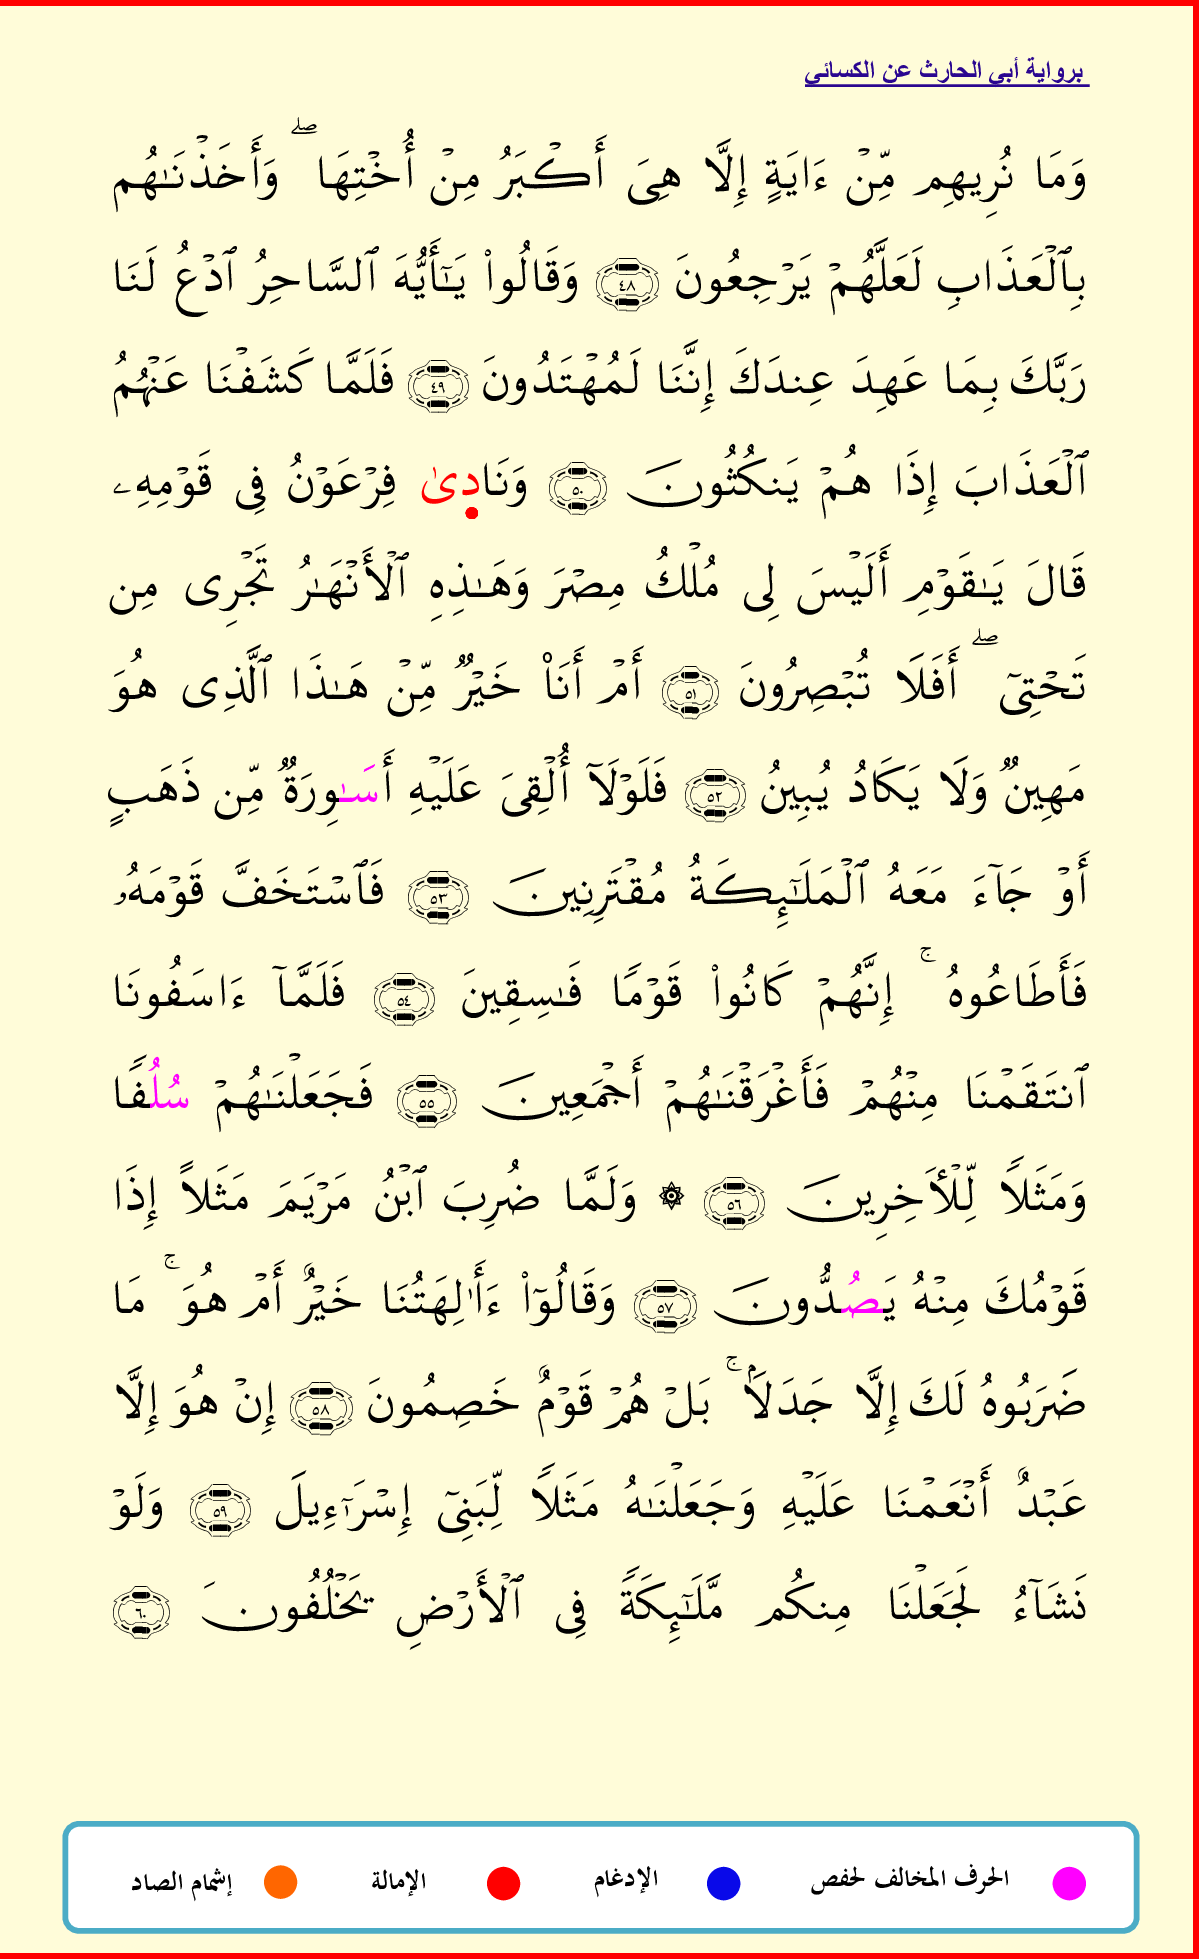 برواية أبي الحارث عن الكسائي
وَمَا نُرِيهِم مِّنْ ءَايَةٍ إِلَّا هِىَ أَكْبَرُ مِنْ أُخْتِهَا ۖ وَأَخَذْنَـٰهُم
بِٱلْعَذَابِ لَعَلَّهُمْ يَرْجِعُونَ ٤٨ وَقَالُوا۟ يَـٰٓأَيُّهَ ٱلسَّاحِرُ ٱدْعُ لَنَا
رَبَّكَ بِمَا عَهِدَ عِندَكَ إِنَّنَا لَمُهْتَدُونَ ٤٩ فَلَمَّا كَشَفْنَا عَنْهُمُ
ٱلْعَذَابَ إِذَا هُمْ يَنكُثُونَ ٥٠ وَنَادِىٰ فِرْعَوْنُ فِى قَوْمِهِۦ
قَالَ يَـٰقَوْمِ أَلَيْسَ لِى مُلْكُ مِصْرَ وَهَـٰذِهِ ٱلْأَنْهَـٰرُ تَجْرِى مِن
تَحْتِىٓ ۖ أَفَلَا تُبْصِرُونَ ٥١ أَمْ أَنَا۠ خَيْرٌ مِّنْ هَـٰذَا ٱلَّذِى هُوَ
مَهِينٌ وَلَا يَكَادُ يُبِينُ ٥٢ فَلَوْلَآ أُلْقِىَ عَلَيْهِ أَسَـٰوِرَةٌ مِّن ذَهَبٍ
أَوْ جَآءَ مَعَهُ ٱلْمَلَـٰٓئِكَةُ مُقْتَرِنِينَ ٥٣ فَٱسْتَخَفَّ قَوْمَهُۥ
فَأَطَاعُوهُ ۚ إِنَّهُمْ كَانُوا۟ قَوْمًا فَـٰسِقِينَ ٥٤ فَلَمَّآ ءَاسَفُونَا
ٱنتَقَمْنَا مِنْهُمْ فَأَغْرَقْنَـٰهُمْ أَجْمَعِينَ ٥٥ فَجَعَلْنَـٰهُمْ سُلُفًا
وَمَثَلًا لِّلْـَٔاخِرِينَ ٥٦ ۞ وَلَمَّا ضُرِبَ ٱبْنُ مَرْيَمَ مَثَلًا إِذَا
قَوْمُكَ مِنْهُ يَصُدُّونَ ٥٧ وَقَالُوٓا۟ ءَأَـٰلِهَتُنَا خَيْرٌ أَمْ هُوَ ۚ مَا
ضَرَبُوهُ لَكَ إِلَّا جَدَلًۢا ۚ بَلْ هُمْ قَوْمٌ خَصِمُونَ ٥٨ إِنْ هُوَ إِلَّا
عَبْدٌ أَنْعَمْنَا عَلَيْهِ وَجَعَلْنَـٰهُ مَثَلًا لِّبَنِىٓ إِسْرَٰٓءِيلَ ٥٩ وَلَوْ
نَشَآءُ لَجَعَلْنَا مِنكُم مَّلَـٰٓئِكَةً فِى ٱلْأَرْضِ يَخْلُفُونَ ٦٠
الحرف المخالف لحفص الإدغام الإمالة إشمام الصاد